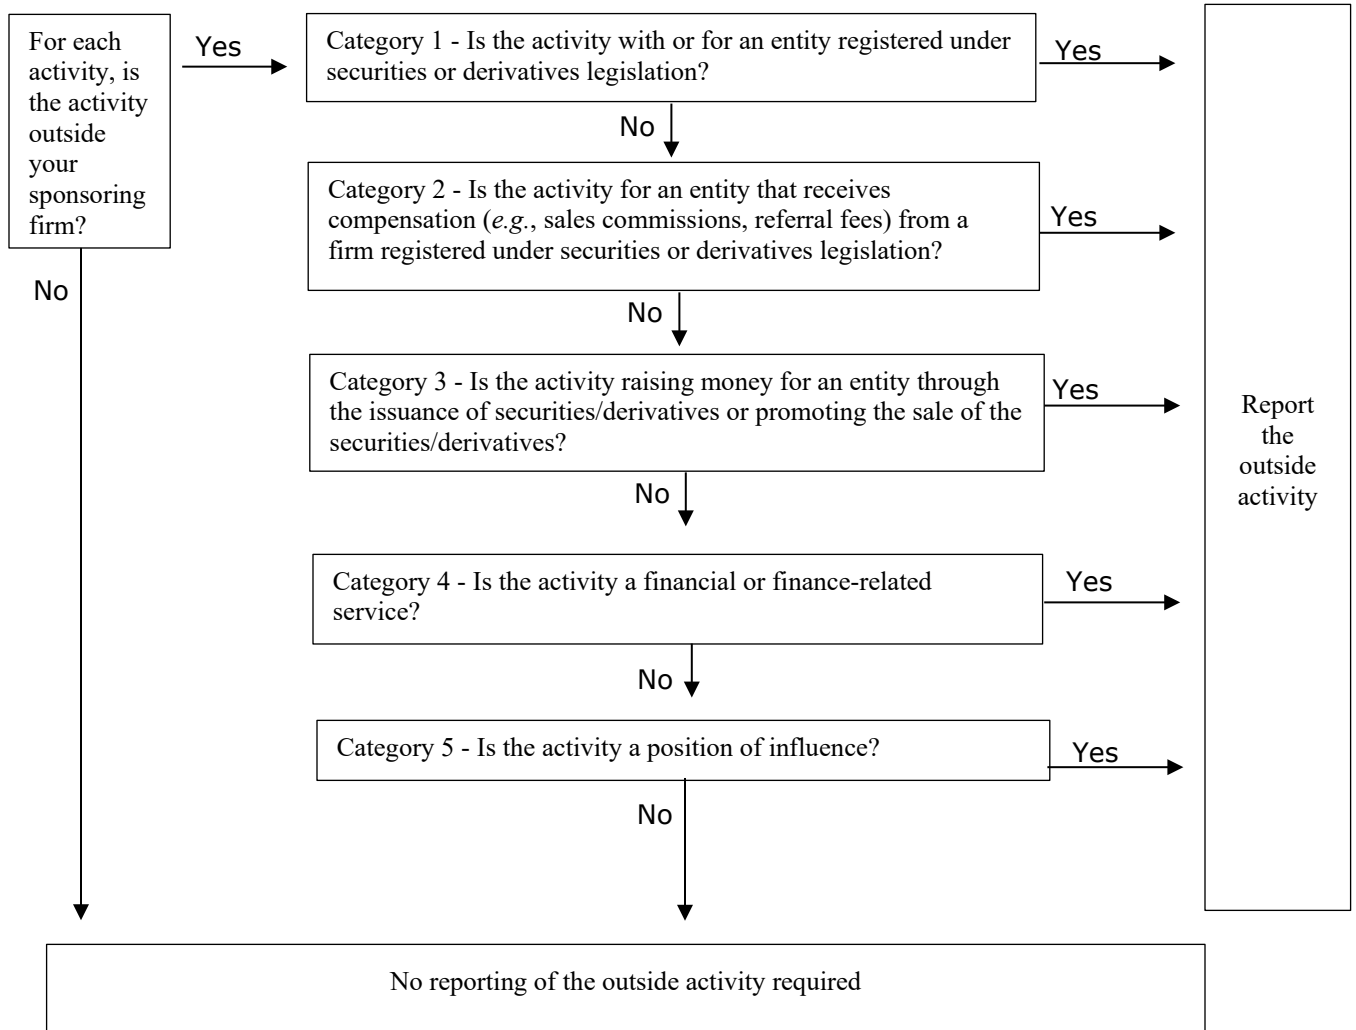 For each
activity, is
the activity
outside
your
sponsoring
firm?
Yes
No
Category 1 - Is the activity with or for an entity registered under
securities or derivatives legislation?
Yes
No
Category 2 - Is the activity for an entity that receives
compensation (e.g., sales commissions, referral fees) from a
firm registered under securities or derivatives legislation?
Yes
No
Category 3 - Is the activity raising money for an entity through
the issuance of securities/derivatives or promoting the sale of the
securities/derivatives?
Yes
No
Category 4 - Is the activity a financial or finance-related
service?
Yes
No
Category 5 - Is the activity a position of influence?
Yes
No
Report
the
outside
activity
No reporting of the outside activity required